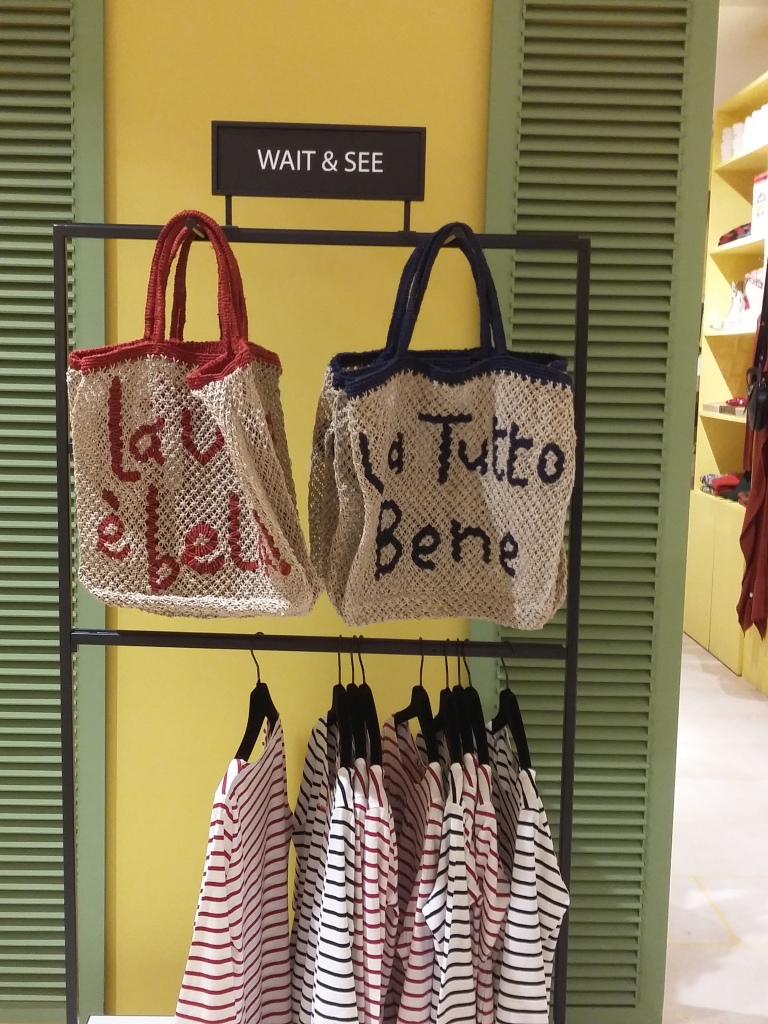 WAIT & SEE
la
è
Tutto
Bene